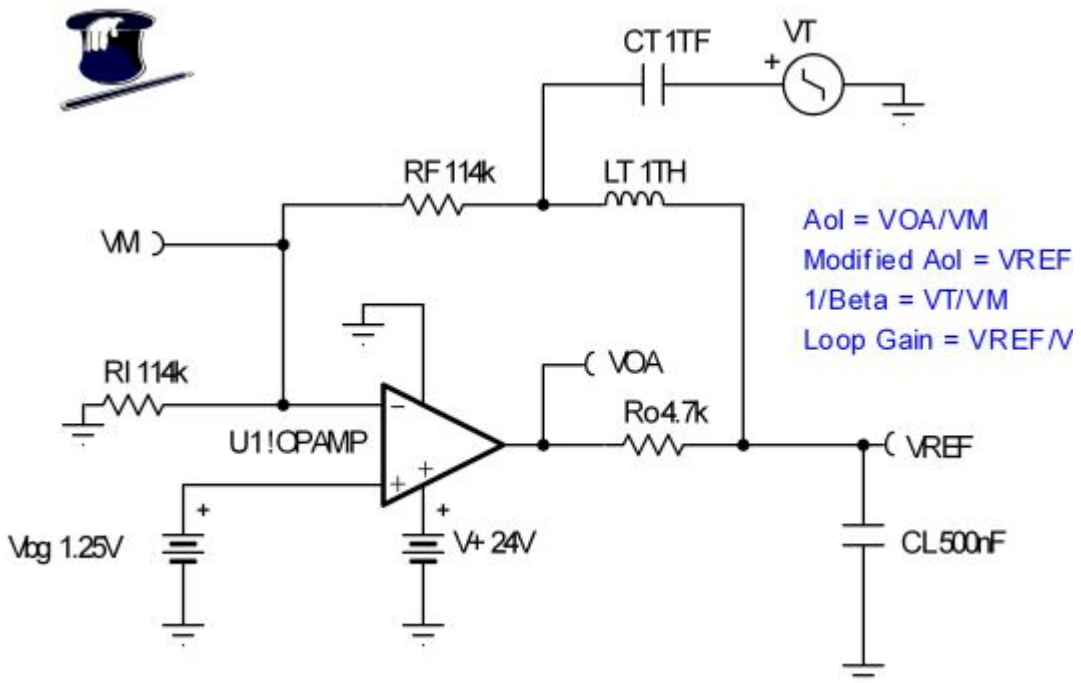 CT 1TF
VT
+
RF 114k
LT 1TH
VM
Aol = VOA/VM
Modified Aol = VREF
1/Beta = VT/VM
Loop Gain = VREF/V
RI 114k
VOA
Ro 4.7k
-
U1 !OPAMP
VREF
+
+
+
+
Vbg 1.25V
V+ 24V
CL 500nF